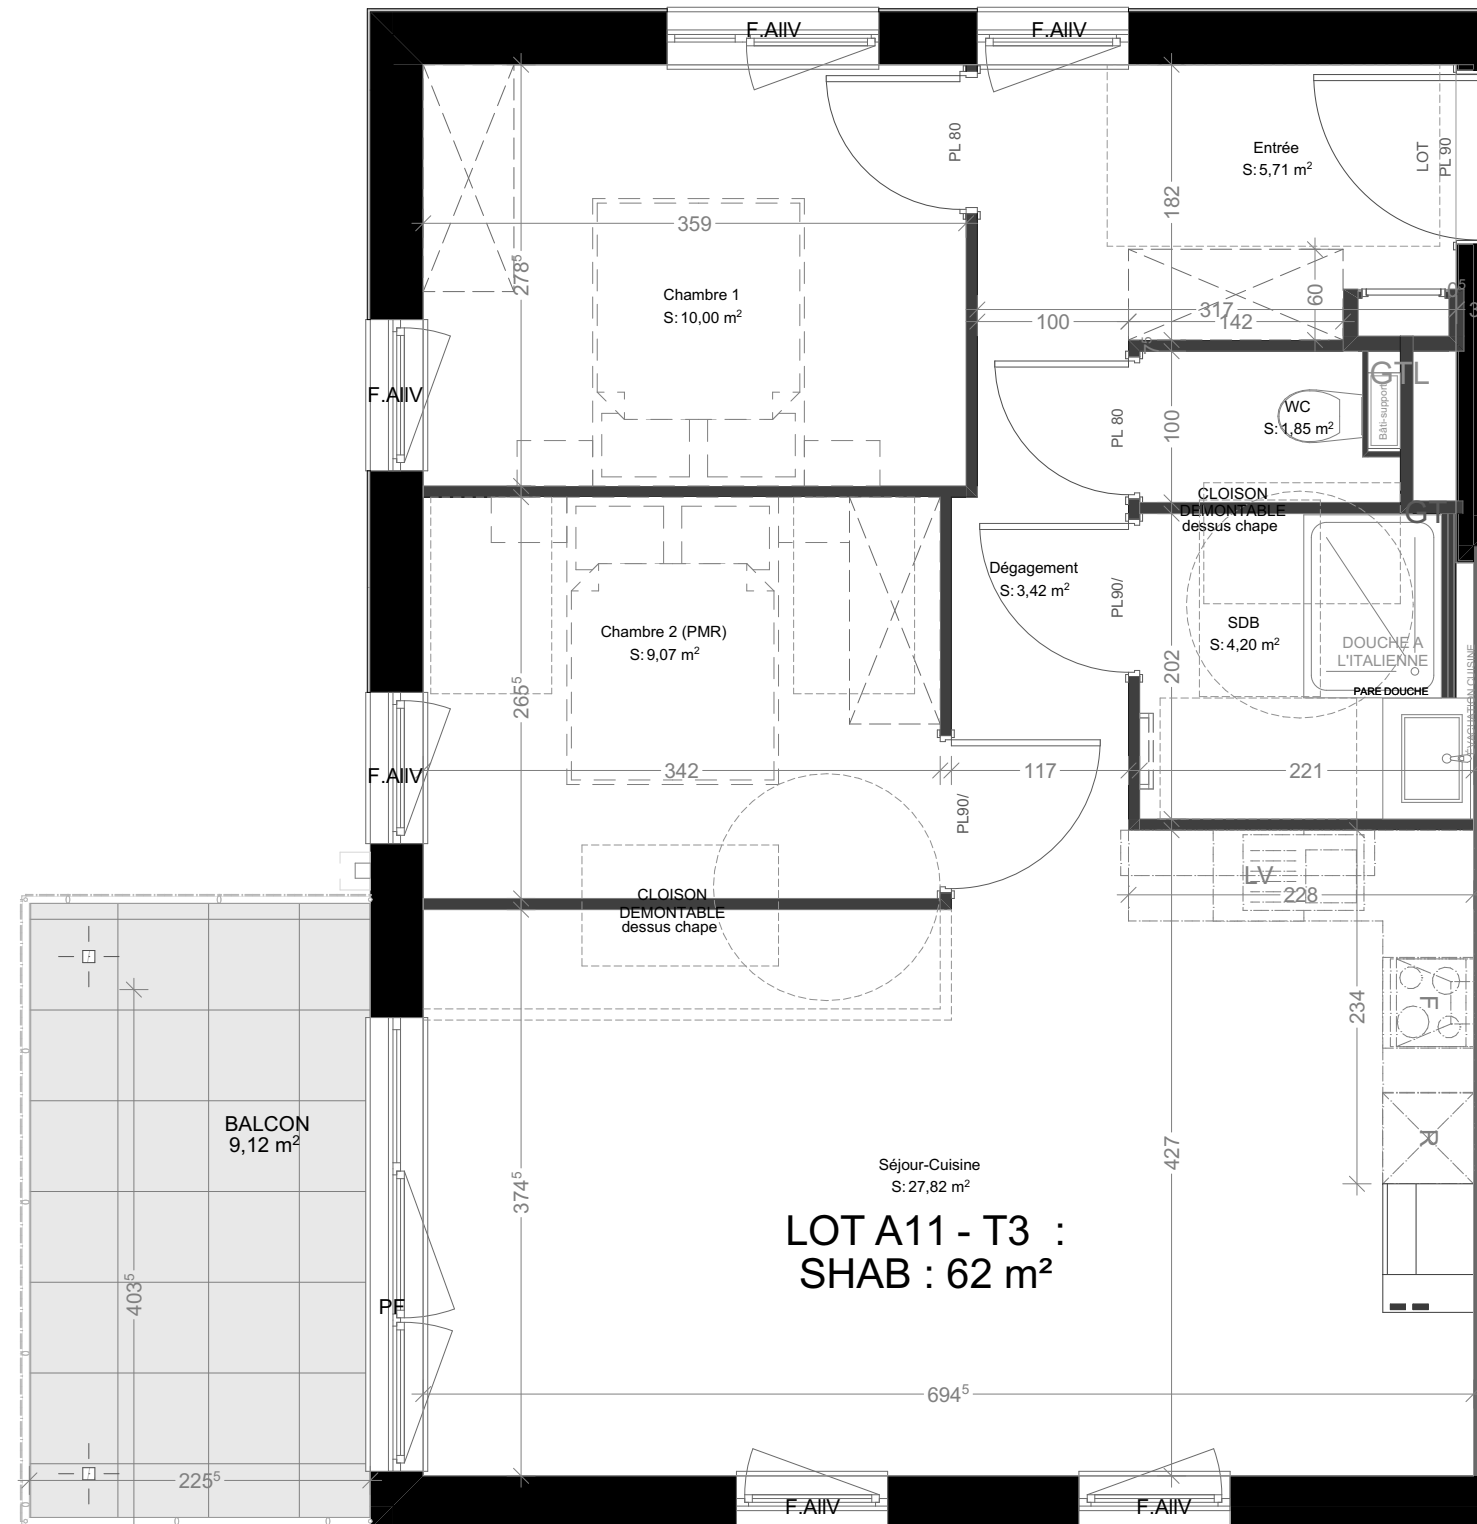 F.AIIV
F.AIIV
PL 80
Entrée
S: 5,71 m²
LOT
PL 90
182
359
278⁵
Chambre 1
S: 10,00 m²
60
317
100
142
F.AIIV
GTL
Bâti-support
WC
S: 1,85 m²
PL 80
100
CLOISON
DEMONTABLE
dessus chape
Dégagement
S: 3,42 m²
PL90/
SDB
S: 4,20 m²
DOUCHE A
L'ITALIENNE
PARE DOUCHE
ÉVACUATION CUISINE
Chambre 2 (PMR)
S: 9,07 m²
202
265⁵
F.AIIV
342
117
221
PL90/
CLOISON
DEMONTABLE
dessus chape
LV
228
F
234
R
BALCON
9,12 m²
403⁵
225⁵
PF
374⁵
427
Séjour-Cuisine
S: 27,82 m²
LOT A11 - T3 :
SHAB : 62 m²
694⁵
F.AIIV
F.AIIV